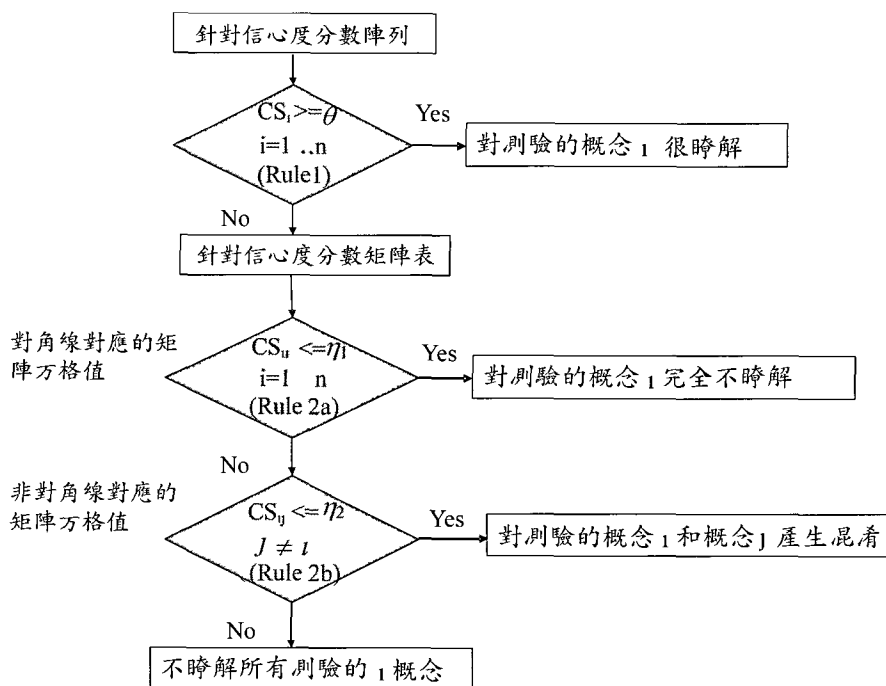 針對信心度分數陣列
CSᵢ>=θ
i=1 ..n
(Rule1)
Yes
對測驗的概念 ı 很瞭解
No
針對信心度分數矩陣表
對角線對應的矩
陣方格值
CSᵢᵢ <=η₁
i=1 n
(Rule 2a)
Yes
對測驗的概念 ı 完全不瞭解
No
非對角線對應的
矩陣方格值
CSᵢⱼ <=η₂
J ≠ ı
(Rule 2b)
Yes
對測驗的概念 ı 和概念 J 產生混肴
No
不瞭解所有測驗的 ı 概念